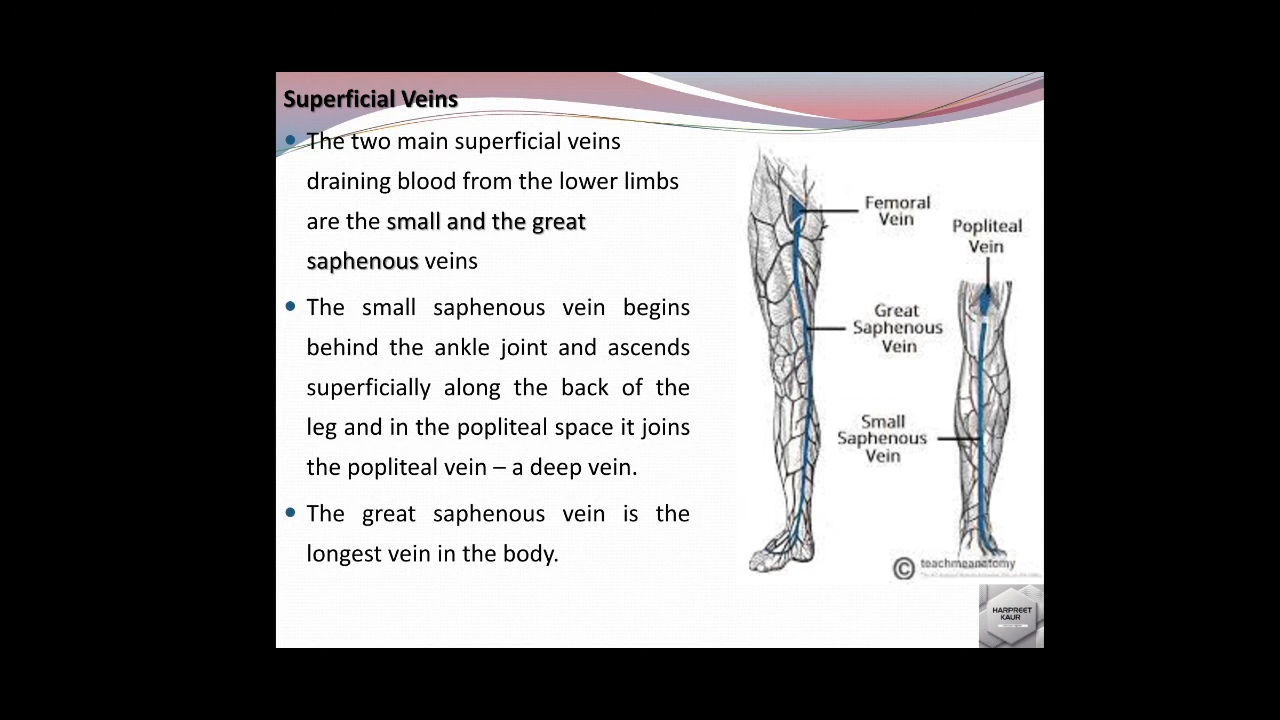 Superficial Veins
• The two main superficial veins
draining blood from the lower limbs
are the small and the great
saphenous veins
• The small saphenous vein begins
behind the ankle joint and ascends
superficially along the back of the
leg and in the popliteal space it joins
the popliteal vein – a deep vein.
• The great saphenous vein is the
longest vein in the body.
Femoral
Vein
Popliteal
Vein
Great
Saphenous
Vein
Small
Saphenous
Vein
© teachmeanatomy
HARPREET
KAUR